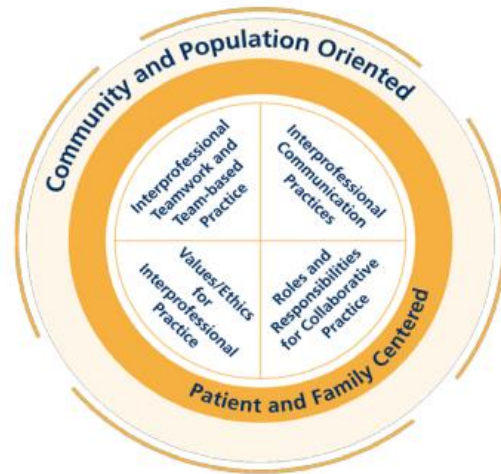 Community and Population Oriented
Interprofessional
Teamwork and
Team-based
Practice
Interprofessional
Communication
Practices
Values/Ethics
for
Interprofessional
Practice
Roles and
Responsibilities
for Collaborative
Practice
Patient and Family Centered